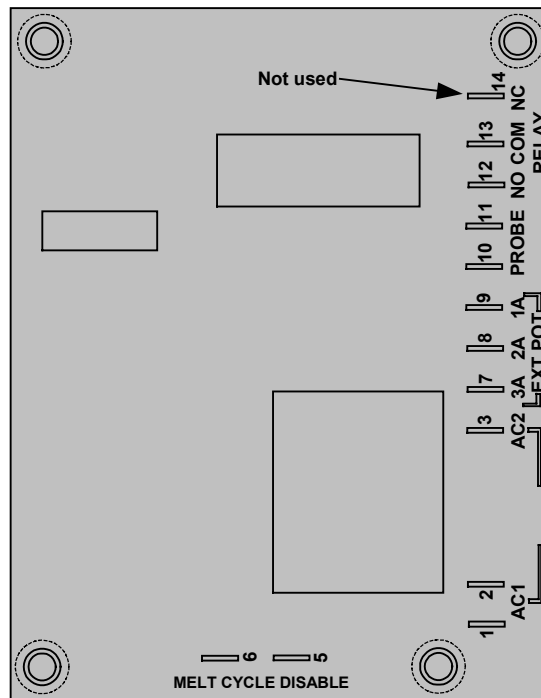 Not used
14 NC
13 COM
12 NO
RELAY
11
10
PROBE
9 1A
8 2A
7 3A
EXT POT
3 AC2
2
1
AC1
6
5
MELT CYCLE DISABLE